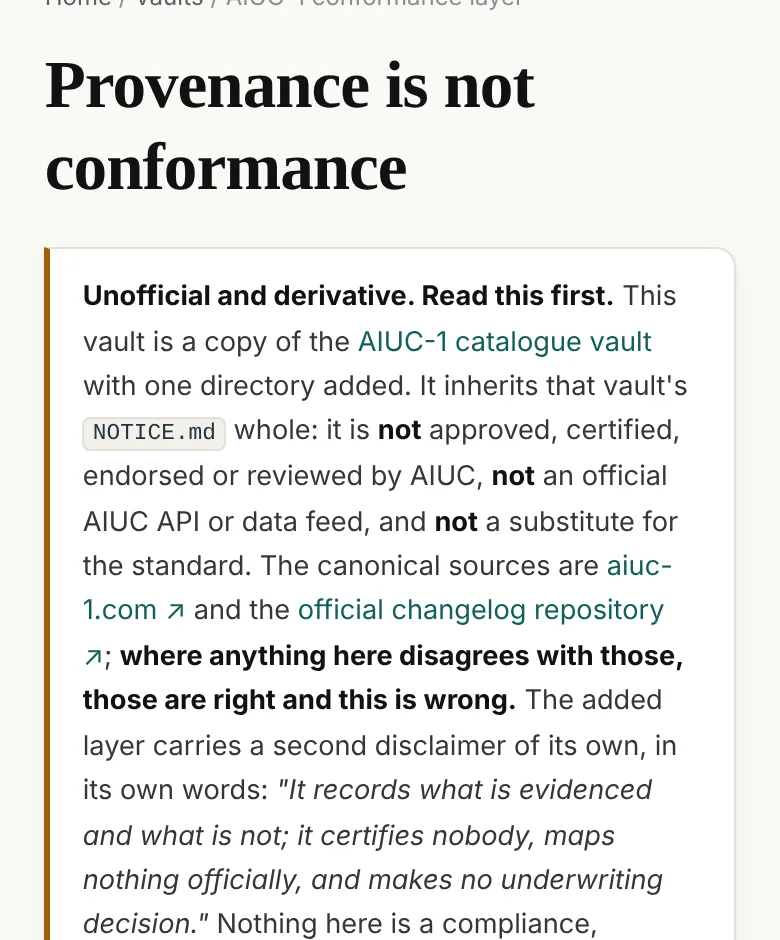 Home / Vaults / AIUC-1 conformance layer
Provenance is not
conformance
Unofficial and derivative. Read this first. This
vault is a copy of the AIUC-1 catalogue vault
with one directory added. It inherits that vault's
NOTICE.md whole: it is not approved, certified,
endorsed or reviewed by AIUC, not an official
AIUC API or data feed, and not a substitute for
the standard. The canonical sources are aiuc-
1.com ↗ and the official changelog repository
↗; where anything here disagrees with those,
those are right and this is wrong. The added
layer carries a second disclaimer of its own, in
its own words: "It records what is evidenced
and what is not; it certifies nobody, maps
nothing officially, and makes no underwriting
decision." Nothing here is a compliance,